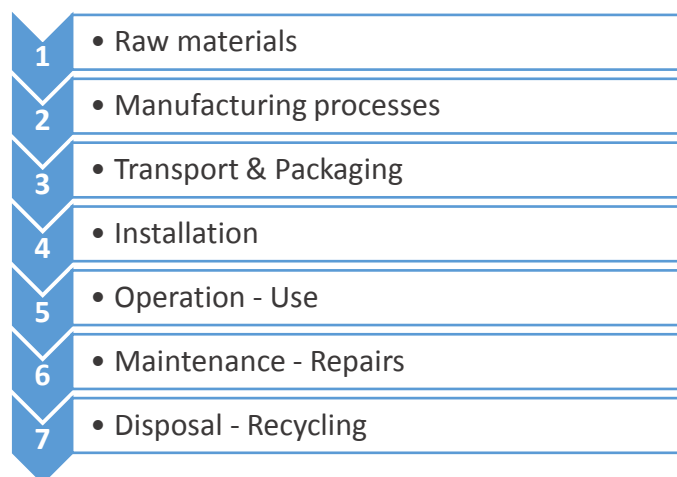 1 • Raw materials
2 • Manufacturing processes
3 • Transport & Packaging
4 • Installation
5 • Operation - Use
6 • Maintenance - Repairs
7 • Disposal - Recycling